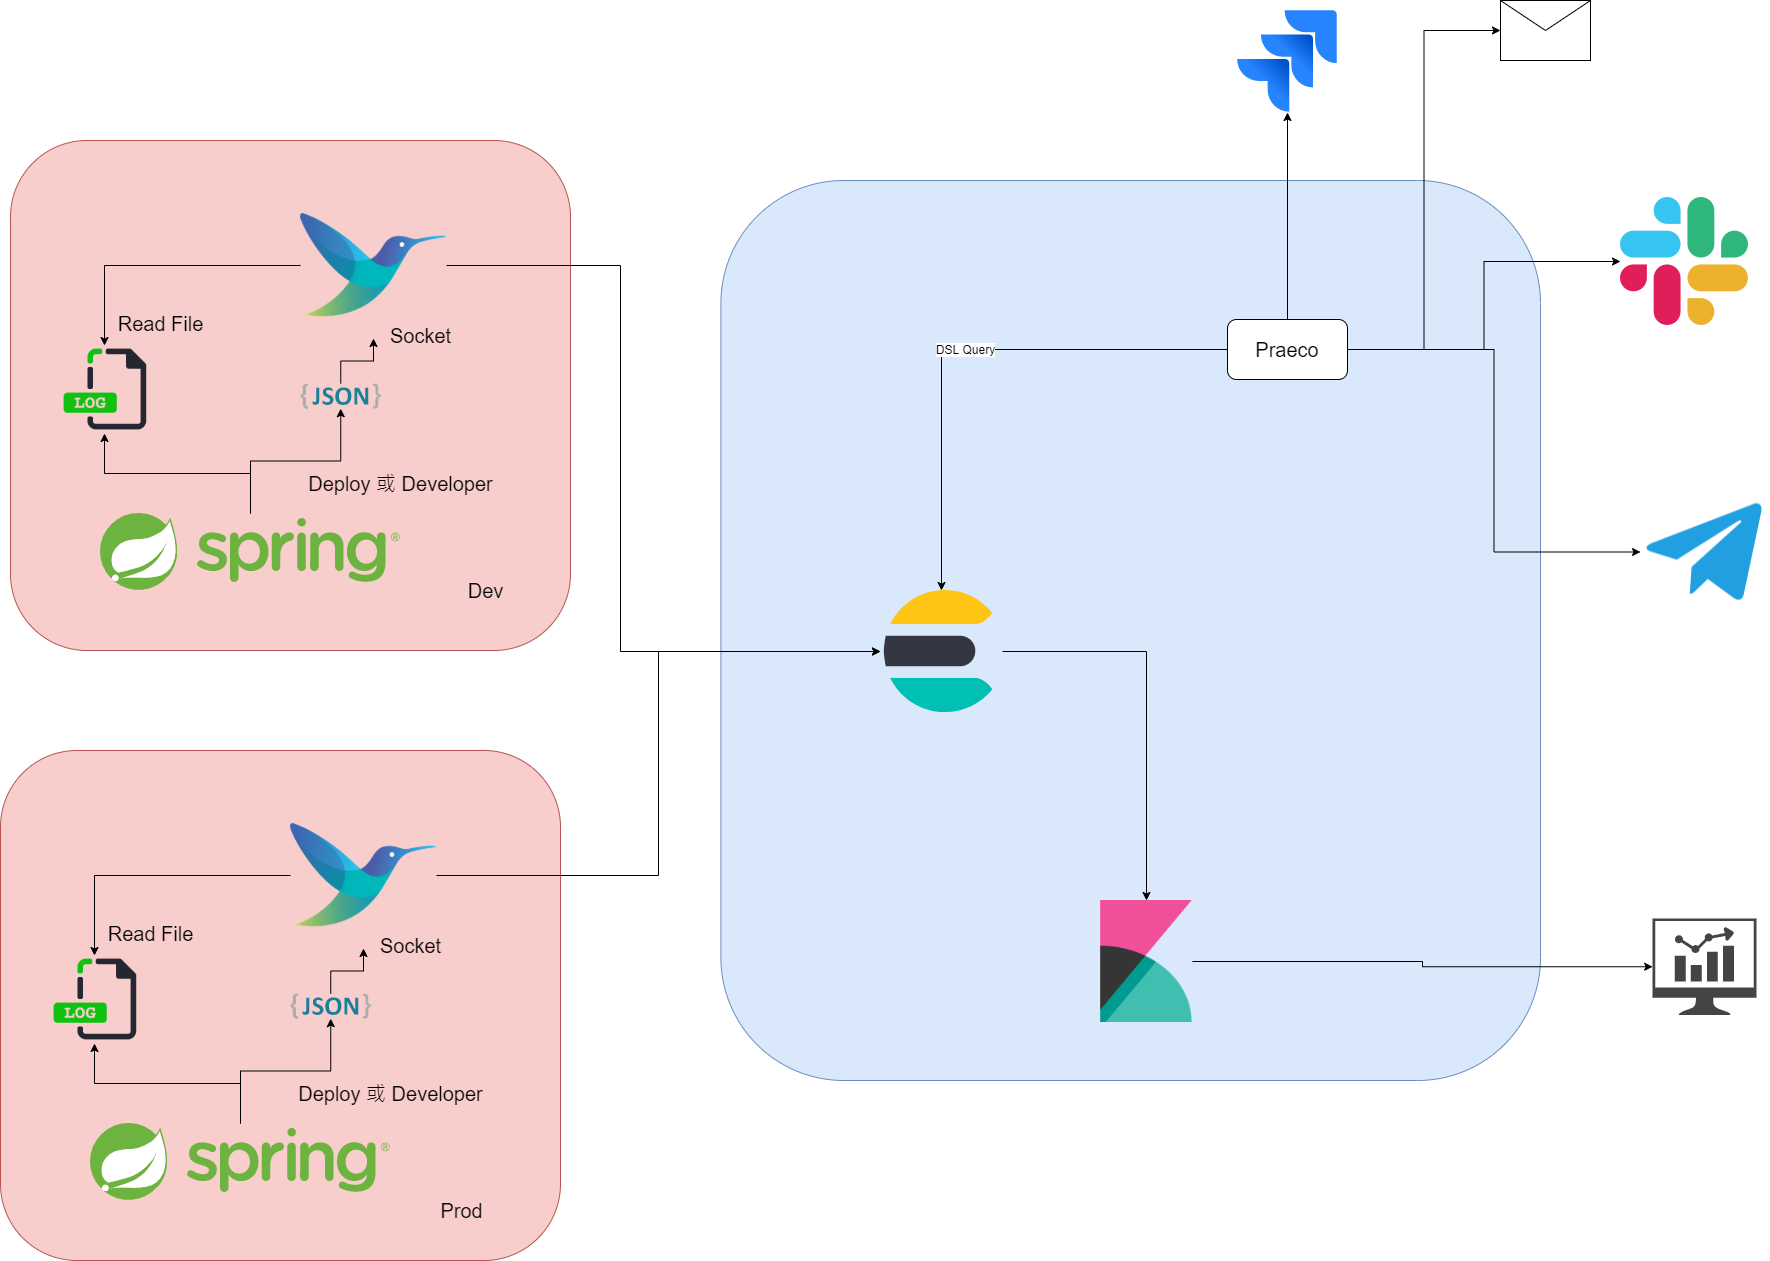 DSL Query
Praeco
Read File
Socket
LOG
{JSON}
Deploy 或 Developer
spring®
Dev
Read File
Socket
LOG
{JSON}
Deploy 或 Developer
spring®
Prod